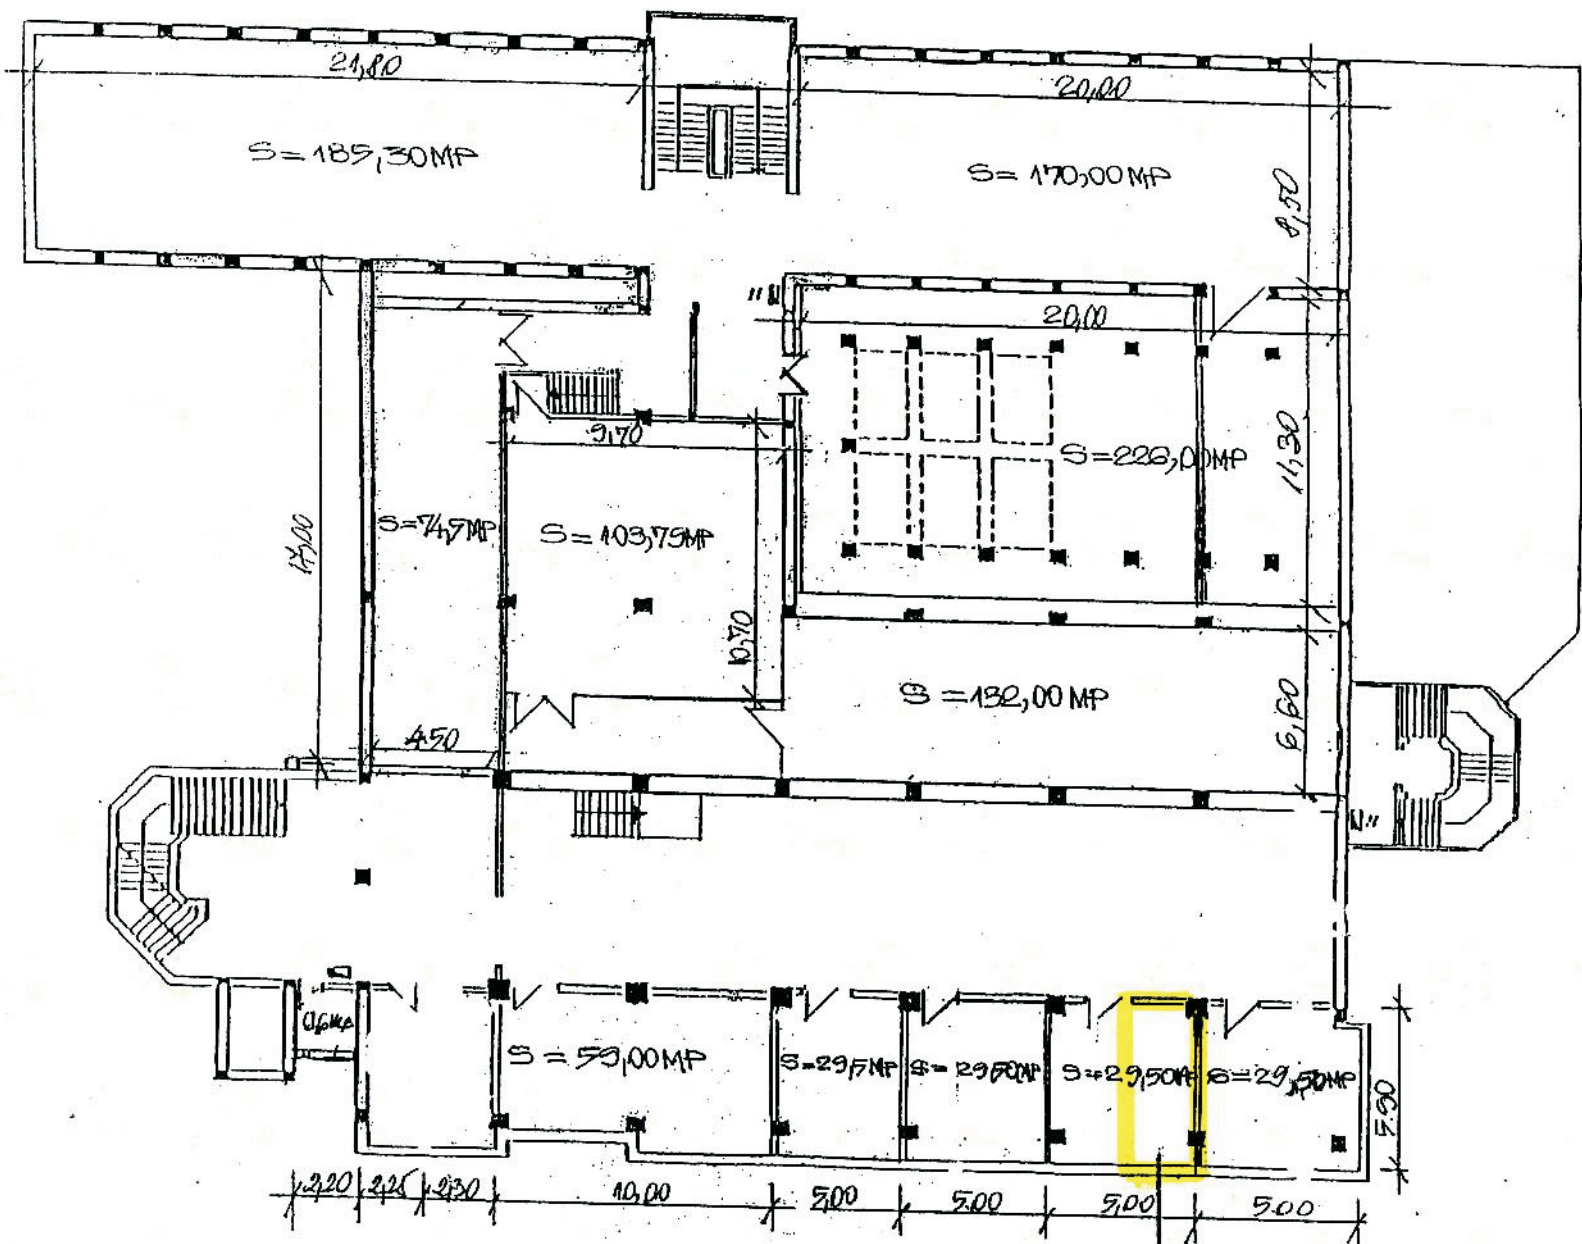 21,80
20,00
S= 185,30MP
S= 170,00MP
8,50
20,00
9,70
S=226,00MP
11,30
17,00
S=74,5MP
S= 103,75MP
10,70
S =132,00MP
6,60
4.50
S = 59,00MP
S=29,5MP
S= 29,50MP
S=29,50M
S=29,50MP
5.90
2,20
2,25
2,30
10,00
5,00
5.00
5,00
5.00